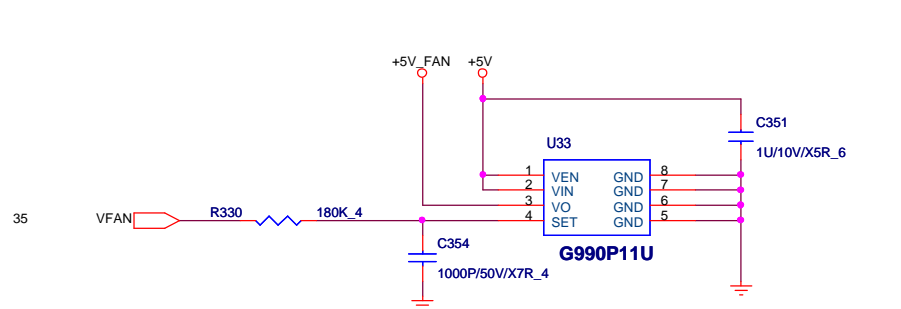 +5V_FAN +5V
C351
1U/10V/X5R_6
U33
1 VEN GND 8
2 VIN GND 7
3 VO GND 6
4 SET GND 5
35 VFAN R330 180K_4
C354
1000P/50V/X7R_4
G990P11U